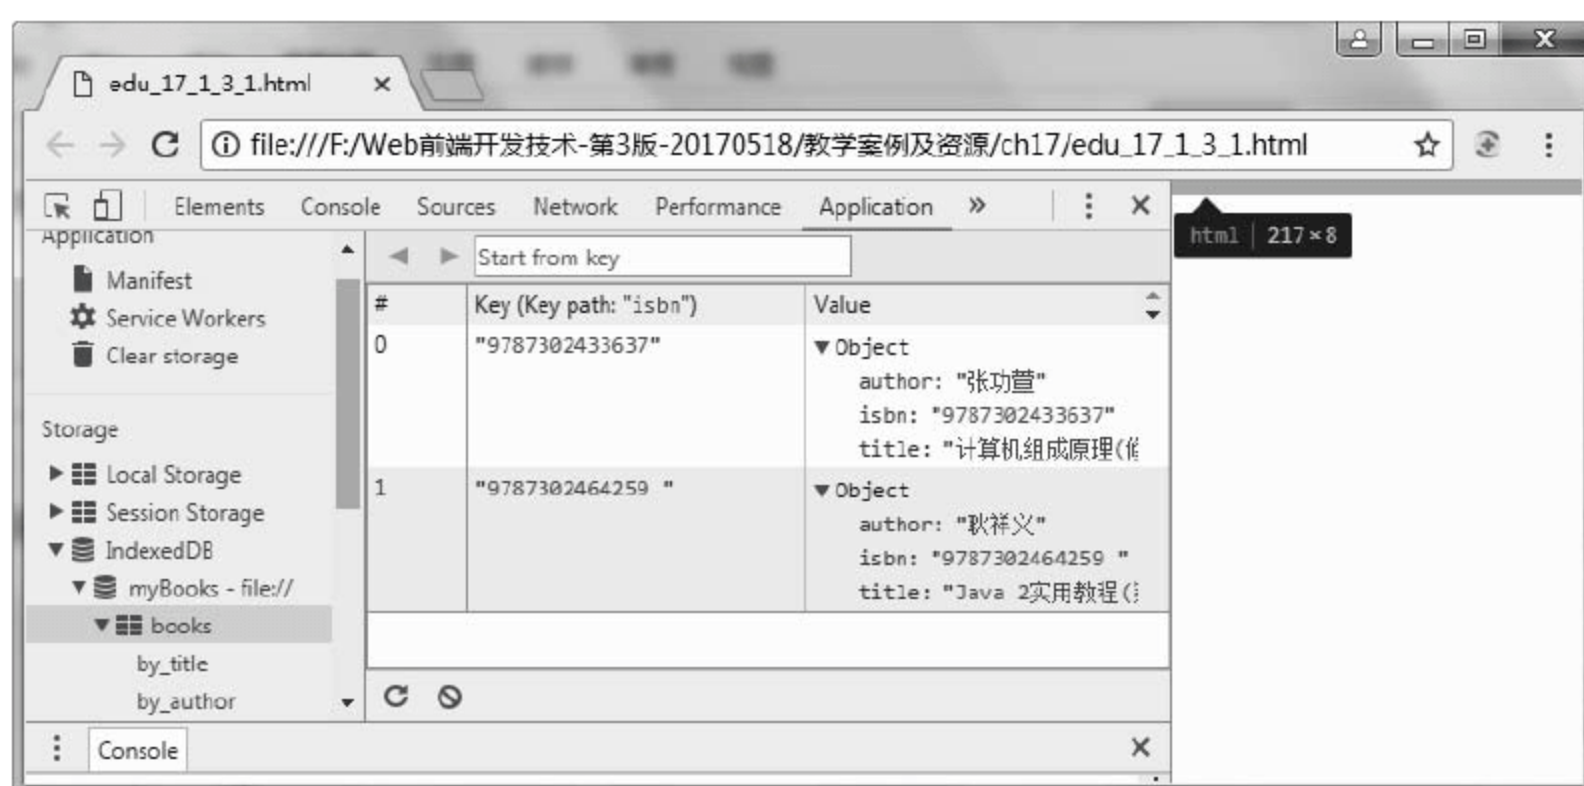 edu_17_1_3_1.html
file:///F:/Web前端开发技术-第3版-20170518/教学案例及资源/ch17/edu_17_1_3_1.html
Elements Console Sources Network Performance Application »
html 217×8
Application
Manifest
Service Workers
Clear storage
Storage
Local Storage
Session Storage
IndexedDB
myBooks - file://
books
by_title
by_author
Start from key
# Key (Key path: "isbn") Value
0 "9787302433637" Object
author: "张功萱"
isbn: "9787302433637"
title: "计算机组成原理(
1 "9787302464259 " Object
author: "耿祥义"
isbn: "9787302464259 "
title: "Java 2实用教程(
Console